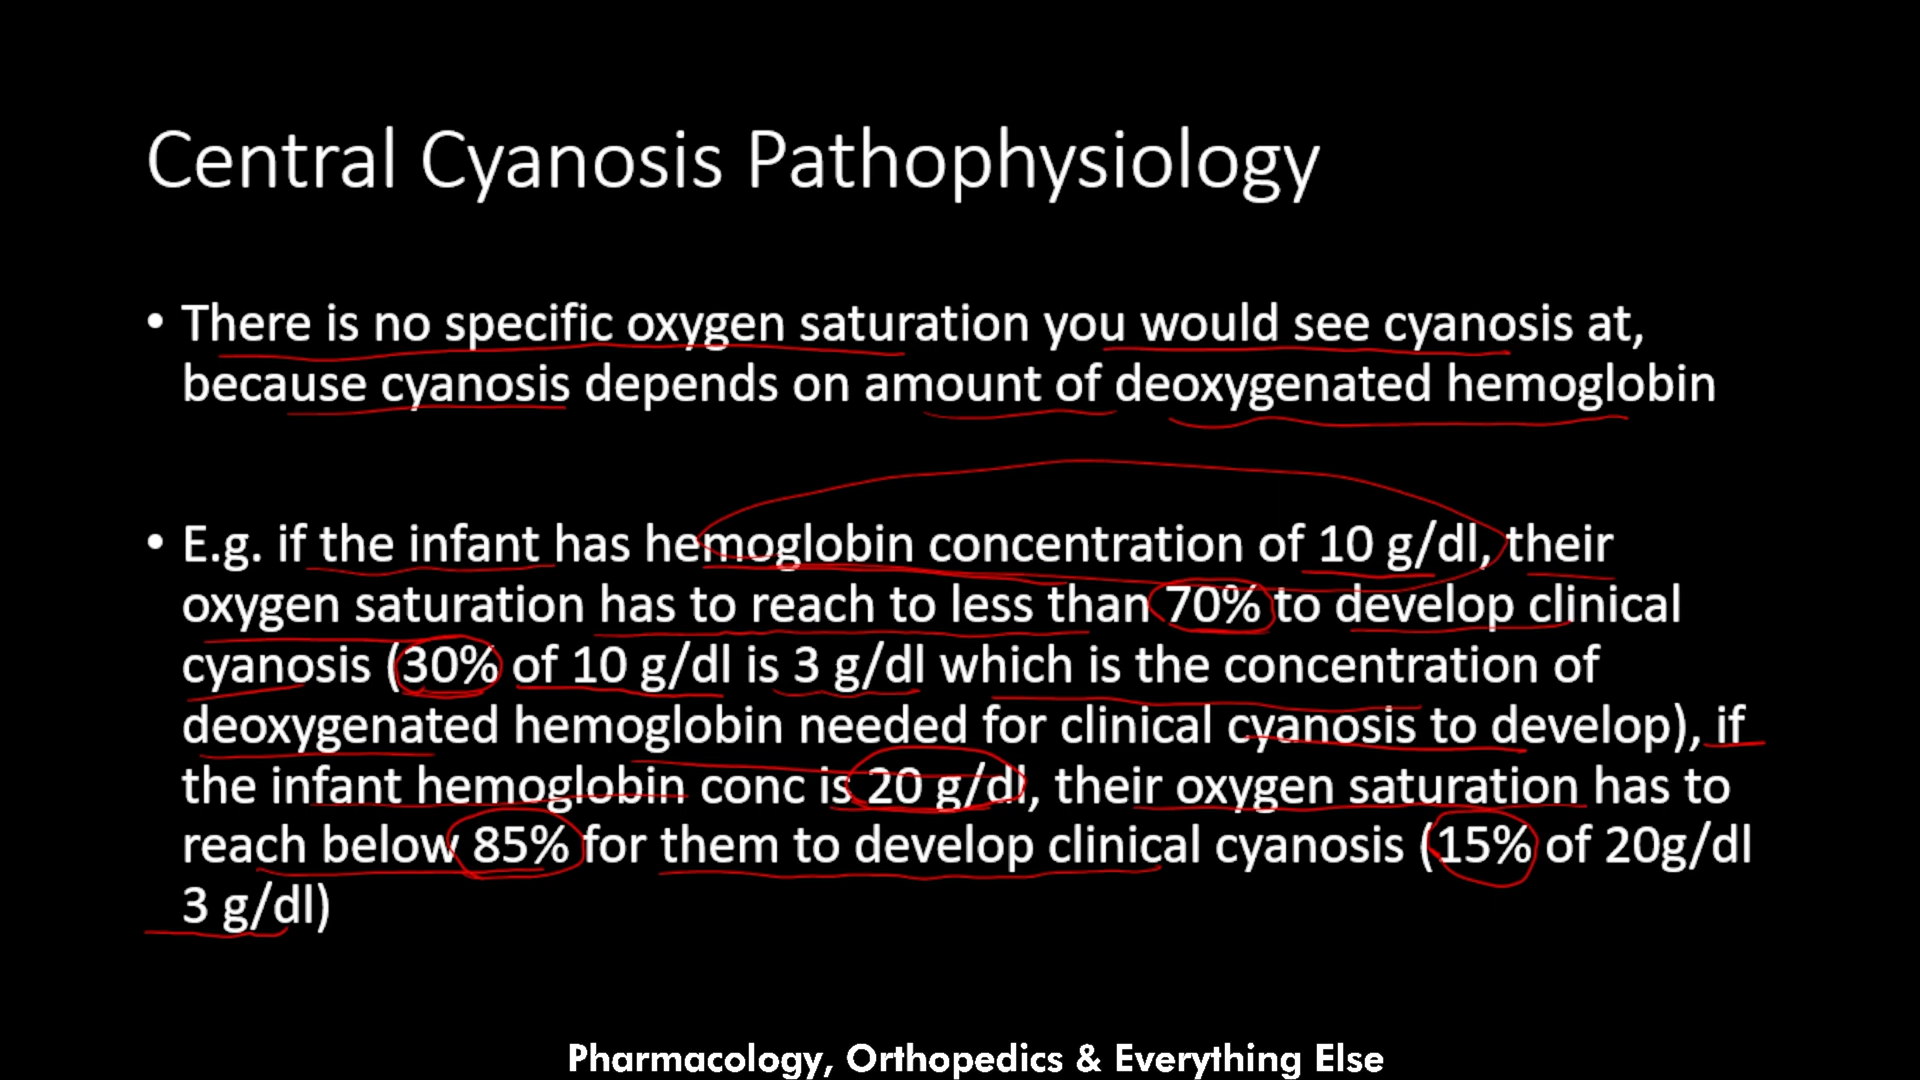 Central Cyanosis Pathophysiology
• There is no specific oxygen saturation you would see cyanosis at,
because cyanosis depends on amount of deoxygenated hemoglobin
• E.g. if the infant has hemoglobin concentration of 10 g/dl, their
oxygen saturation has to reach to less than 70% to develop clinical
cyanosis (30% of 10 g/dl is 3 g/dl which is the concentration of
deoxygenated hemoglobin needed for clinical cyanosis to develop), if
the infant hemoglobin conc is 20 g/dl, their oxygen saturation has to
reach below 85% for them to develop clinical cyanosis (15% of 20g/dl
3 g/dl)
Pharmacology, Orthopedics & Everything Else